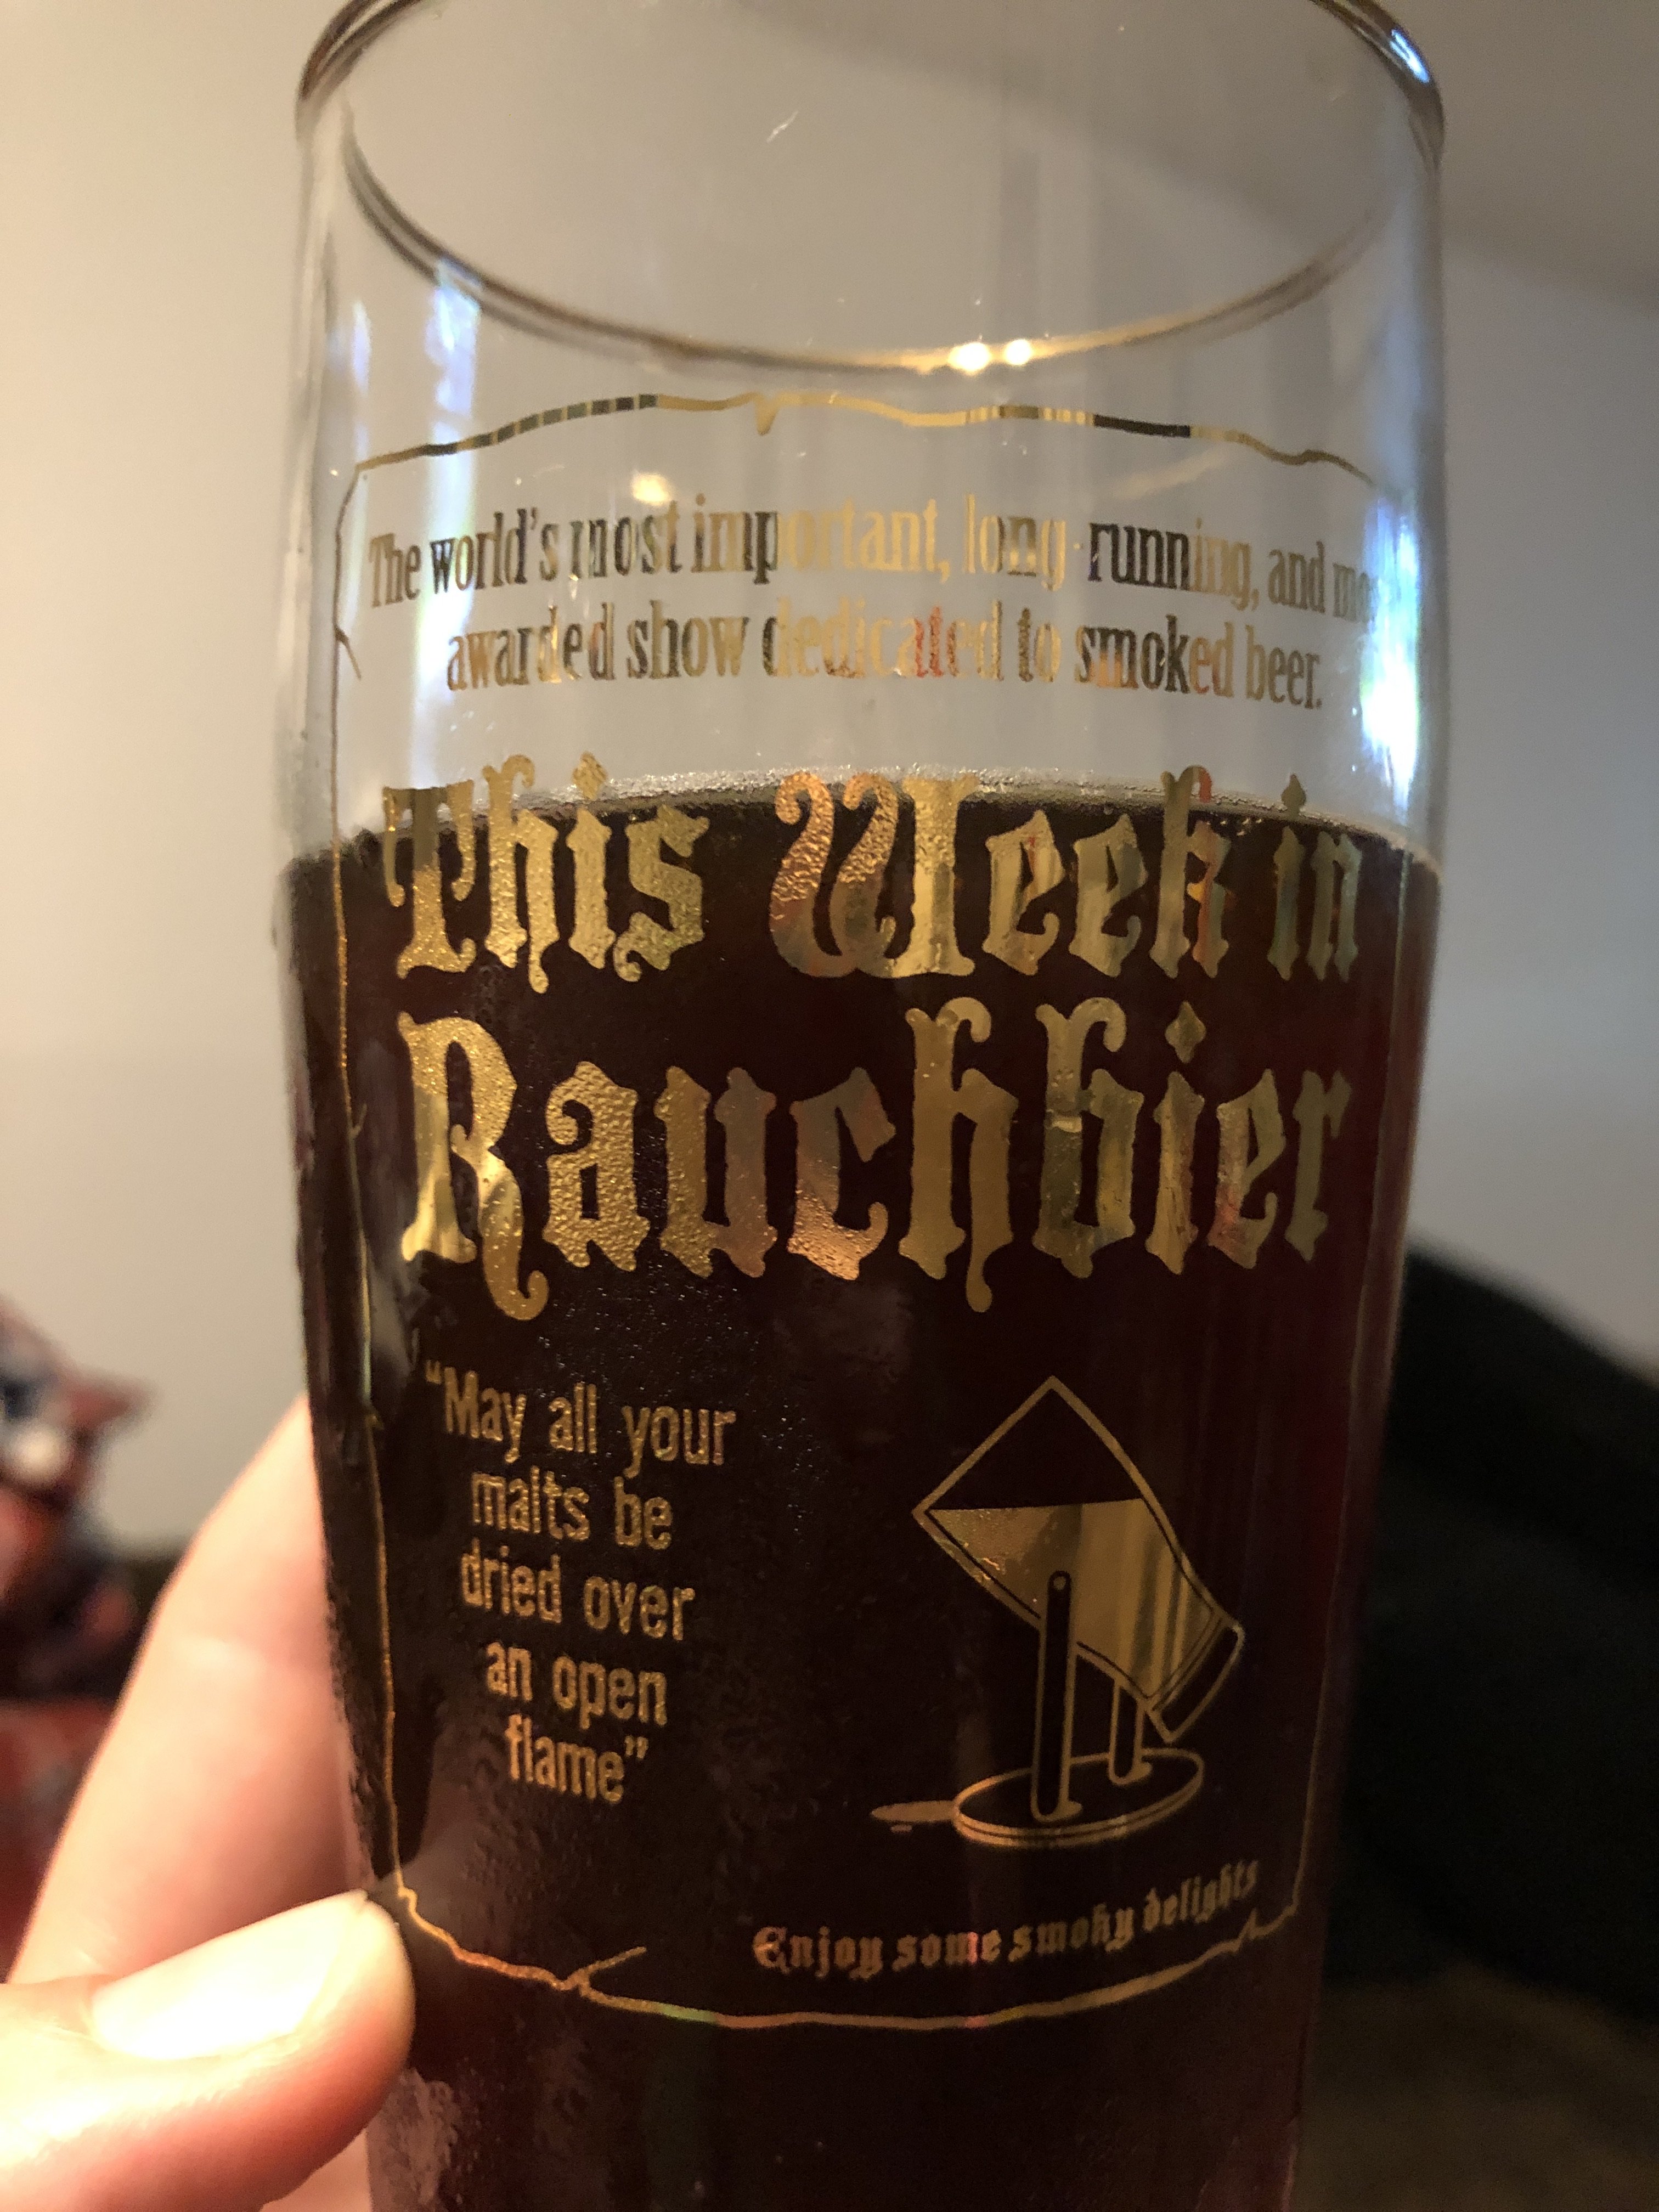 The world's most important, long-running, and
awarded show dedicated to smoked beer.
This Week in
Rauchbier
"May all your
malts be
dried over
an open
flame"
Enjoy some smoky delights